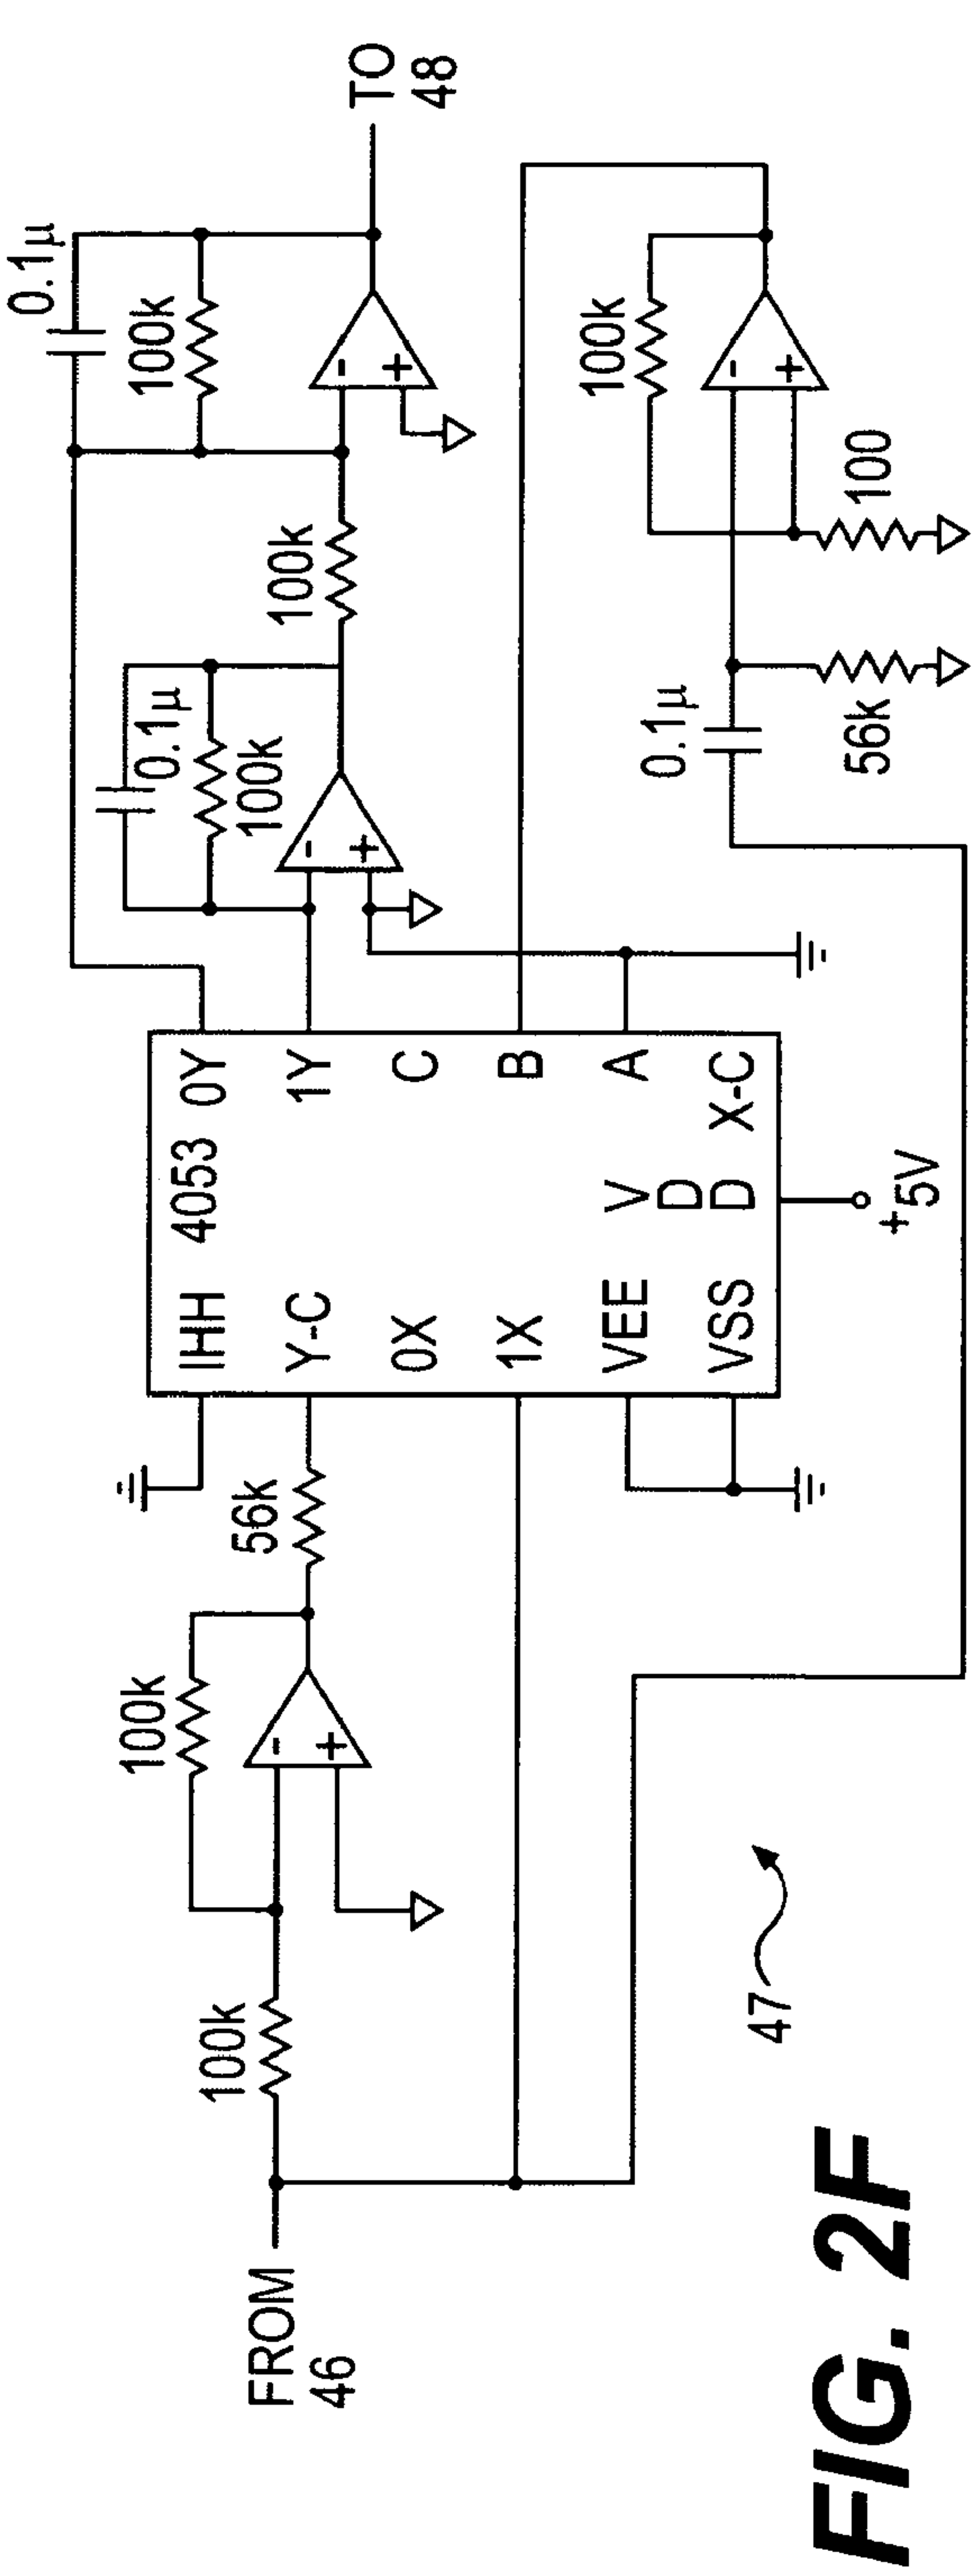 FROM
46
100k
100k
56k
IHH
4053
0Y
Y-C
1Y
0X
C
1X
B
VEE
V
D
D
A
VSS
X-C
+5V
0.1µ
100k
-
+
100k
0.1µ
100k
-
+
TO
48
-
+
0.1µ
56k
100k
100
-
+
47
FIG. 2F